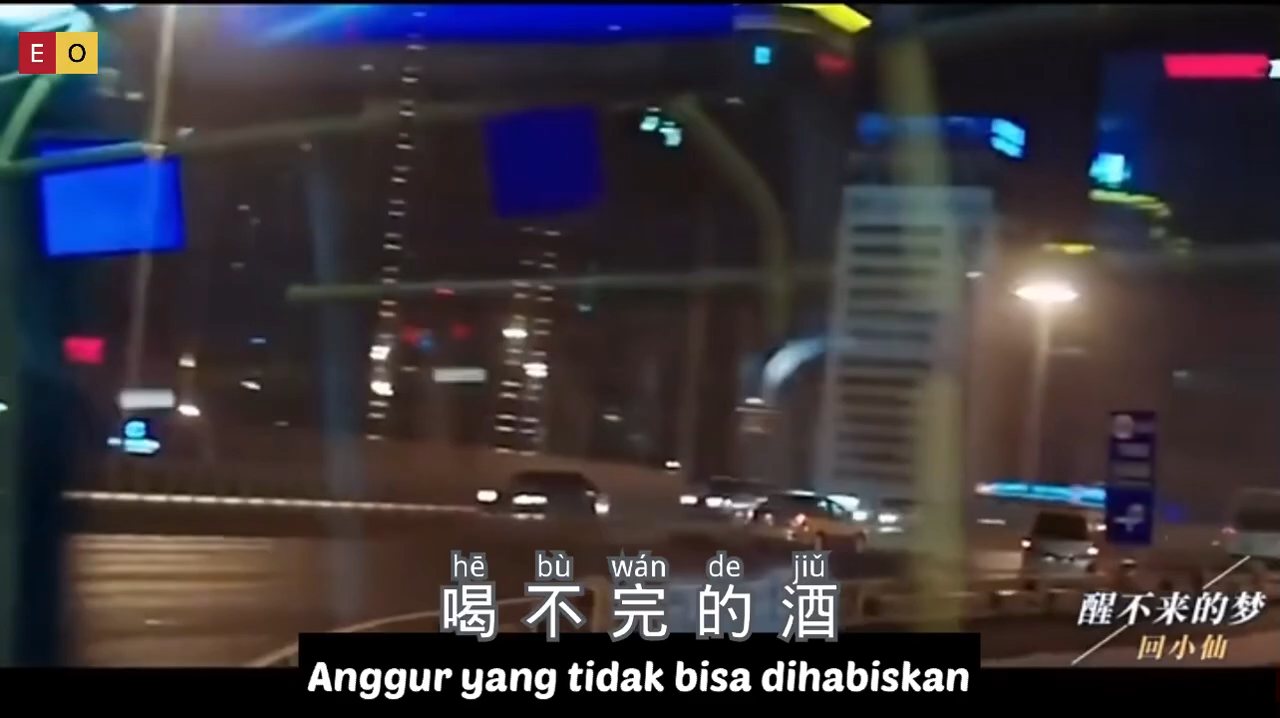 E O
hē bù wán de jiǔ
喝不完的酒
Anggur yang tidak bisa dihabiskan
醒不来的梦
回小仙